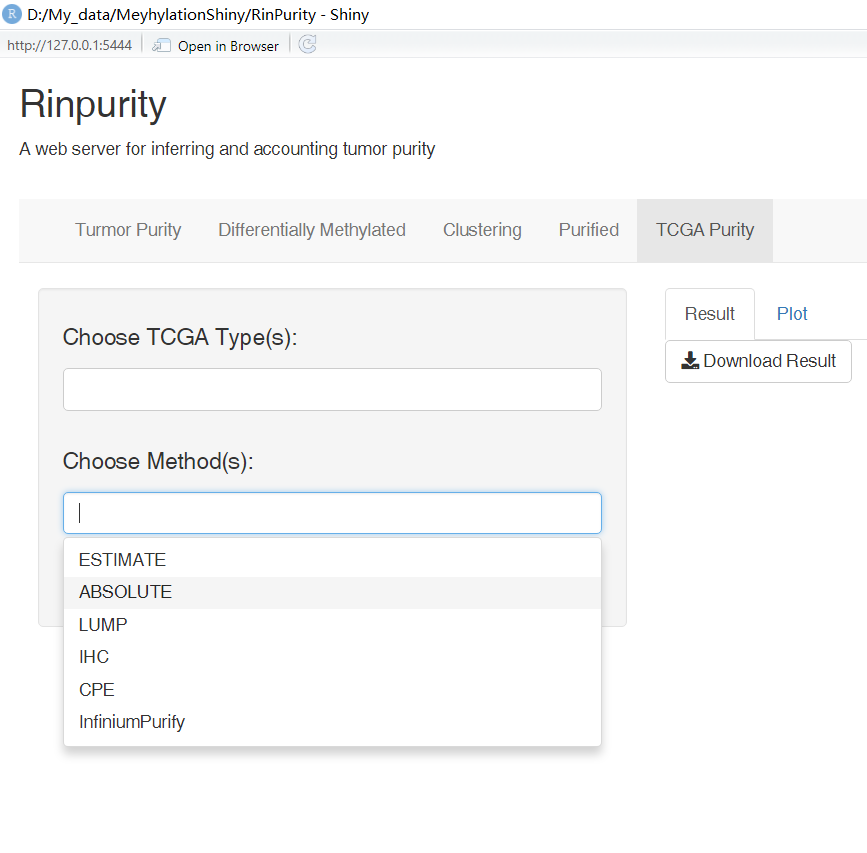 R D:/My_data/MeyhylationShiny/RinPurity - Shiny
http://127.0.0.1:5444 Open in Browser
Rinpurity
A web server for inferring and accounting tumor purity
Turmor Purity Differentially Methylated Clustering Purified TCGA Purity
Choose TCGA Type(s):
Choose Method(s):
ESTIMATE
ABSOLUTE
LUMP
IHC
CPE
InfiniumPurify
Result Plot
Download Result